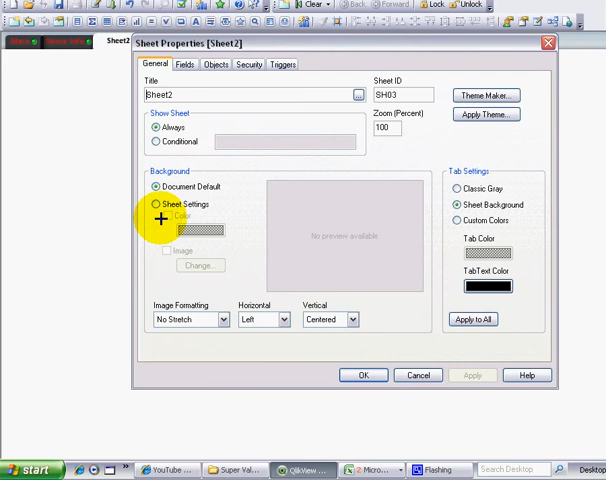 Clear
Back
Forward
Lock
Unlock
Sheet2
Sheet Properties [Sheet2]
General
Fields
Objects
Security
Triggers
Title
Sheet2
...
Sheet ID
SH03
Theme Maker...
Show Sheet
Always
Conditional
Zoom (Percent)
100
Apply Theme...
Background
Document Default
Sheet Settings
Color
Image
Change...
No preview available
Image Formatting
No Stretch
Horizontal
Left
Vertical
Centered
Tab Settings
Classic Gray
Sheet Background
Custom Colors
Tab Color
TabText Color
Apply to All
OK
Cancel
Apply
Help
start
YouTube ...
Super Val...
QlikView ...
2 Micro...
Flashing
Search Desktop
Desktop